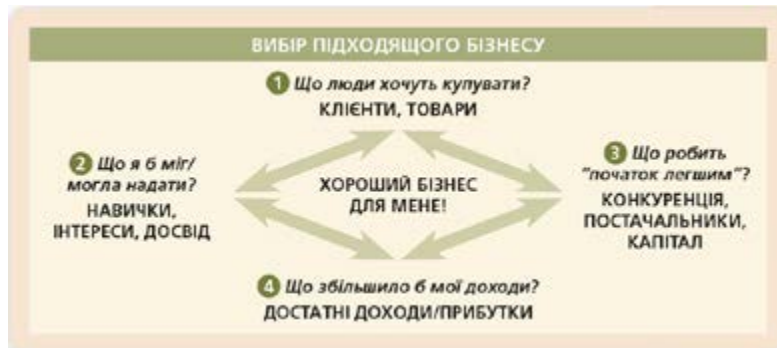 ВИБІР ПІДХОДЯЩОГО БІЗНЕСУ
1 Що люди хочуть купувати?
КЛІЄНТИ, ТОВАРИ
2 Що я б міг/
могла надати?
НАВИЧКИ,
ІНТЕРЕСИ, ДОСВІД
ХОРОШИЙ БІЗНЕС
ДЛЯ МЕНЕ!
3 Що робить
"початок легшим"?
КОНКУРЕНЦІЯ,
ПОСТАЧАЛЬНИКИ,
КАПІТАЛ
4 Що збільшило б мої доходи?
ДОСТАТНІ ДОХОДИ/ПРИБУТКИ